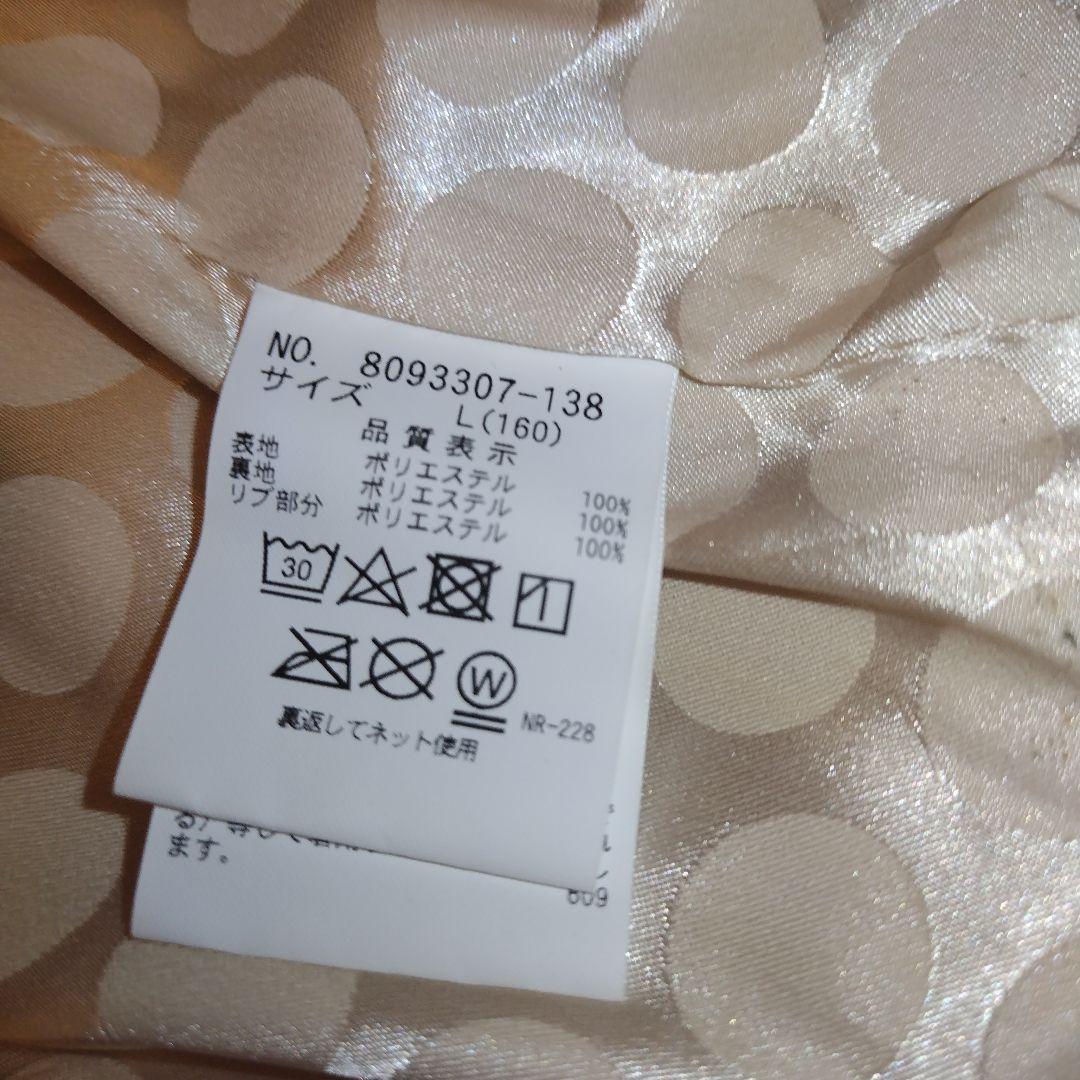 NO. 8093307-138
サイズ L(160)
品質表示
表地 ポリエステル 100%
裏地 ポリエステル 100%
リブ部分 ポリエステル 100%
30
W
NR-228
裏返してネット使用
ます。
609